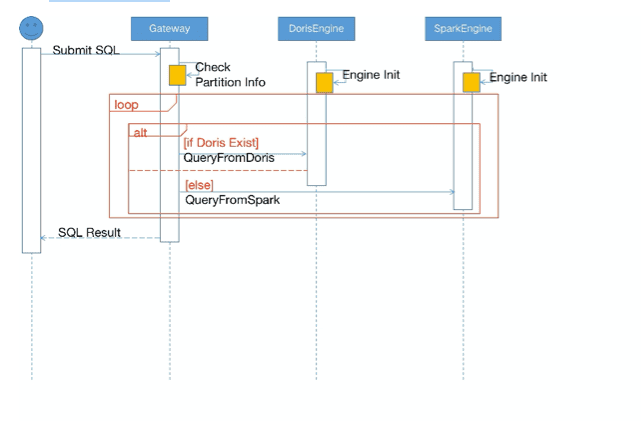 Gateway
DorisEngine
SparkEngine
Submit SQL
Check
Partition Info
Engine Init
Engine Init
loop
alt
[if Doris Exist]
QueryFromDoris
[else]
QueryFromSpark
SQL Result